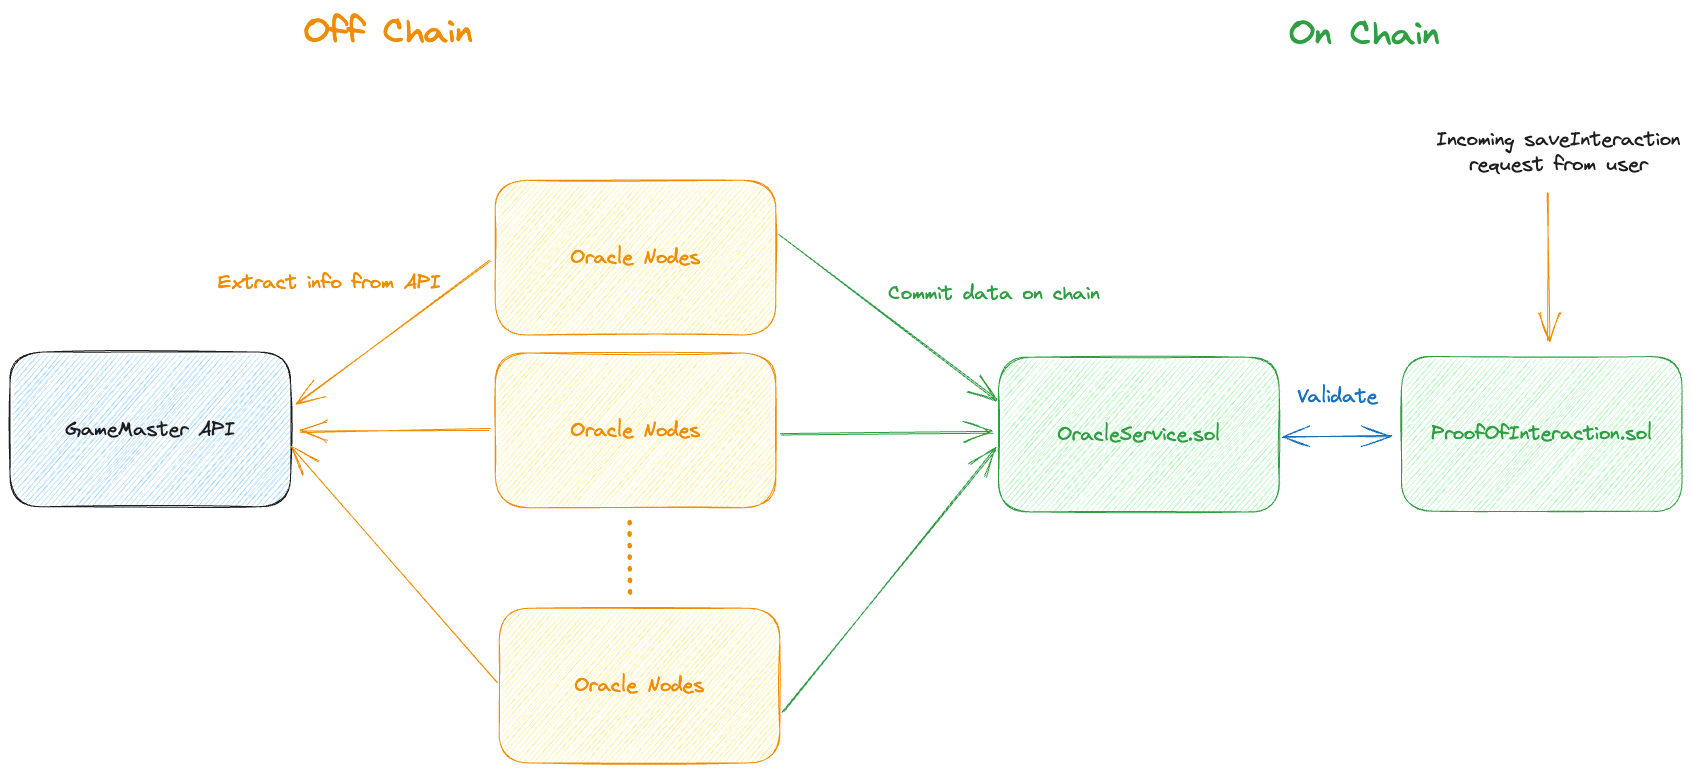 Off Chain
On Chain
Incoming saveInteraction
request from user
Oracle Nodes
Extract info from API
Commit data on chain
Validate
GameMaster API
Oracle Nodes
OracleService.sol
ProofOfInteraction.sol
Oracle Nodes